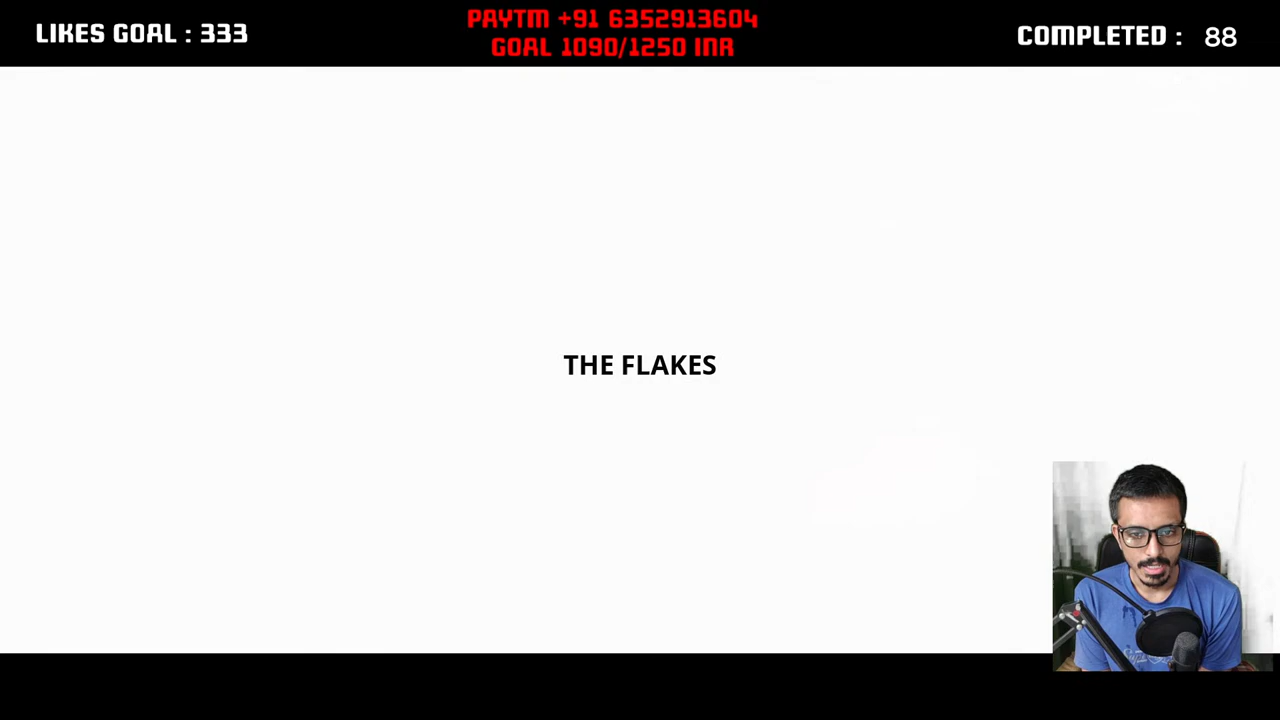 LIKES GOAL : 333
PAYTM +91 6352913604
GOAL 1090/1250 INR
COMPLETED : 88
THE FLAKES